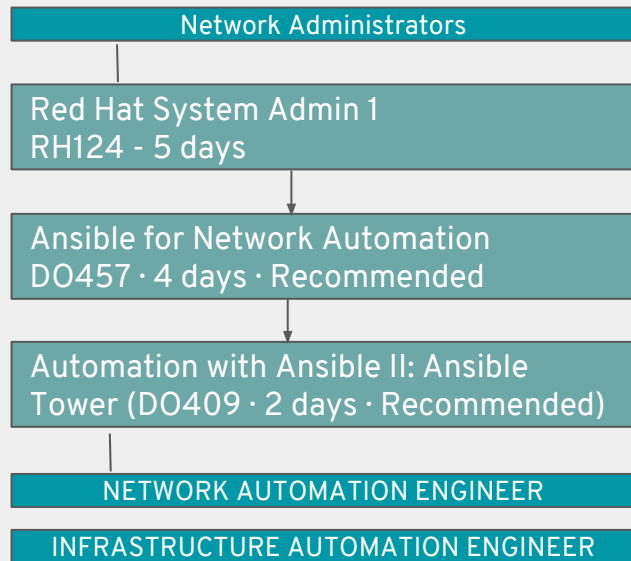 Network Administrators
Red Hat System Admin 1
RH124 - 5 days
Ansible for Network Automation
DO457 · 4 days · Recommended
Automation with Ansible II: Ansible
Tower (DO409 · 2 days · Recommended)
NETWORK AUTOMATION ENGINEER
INFRASTRUCTURE AUTOMATION ENGINEER